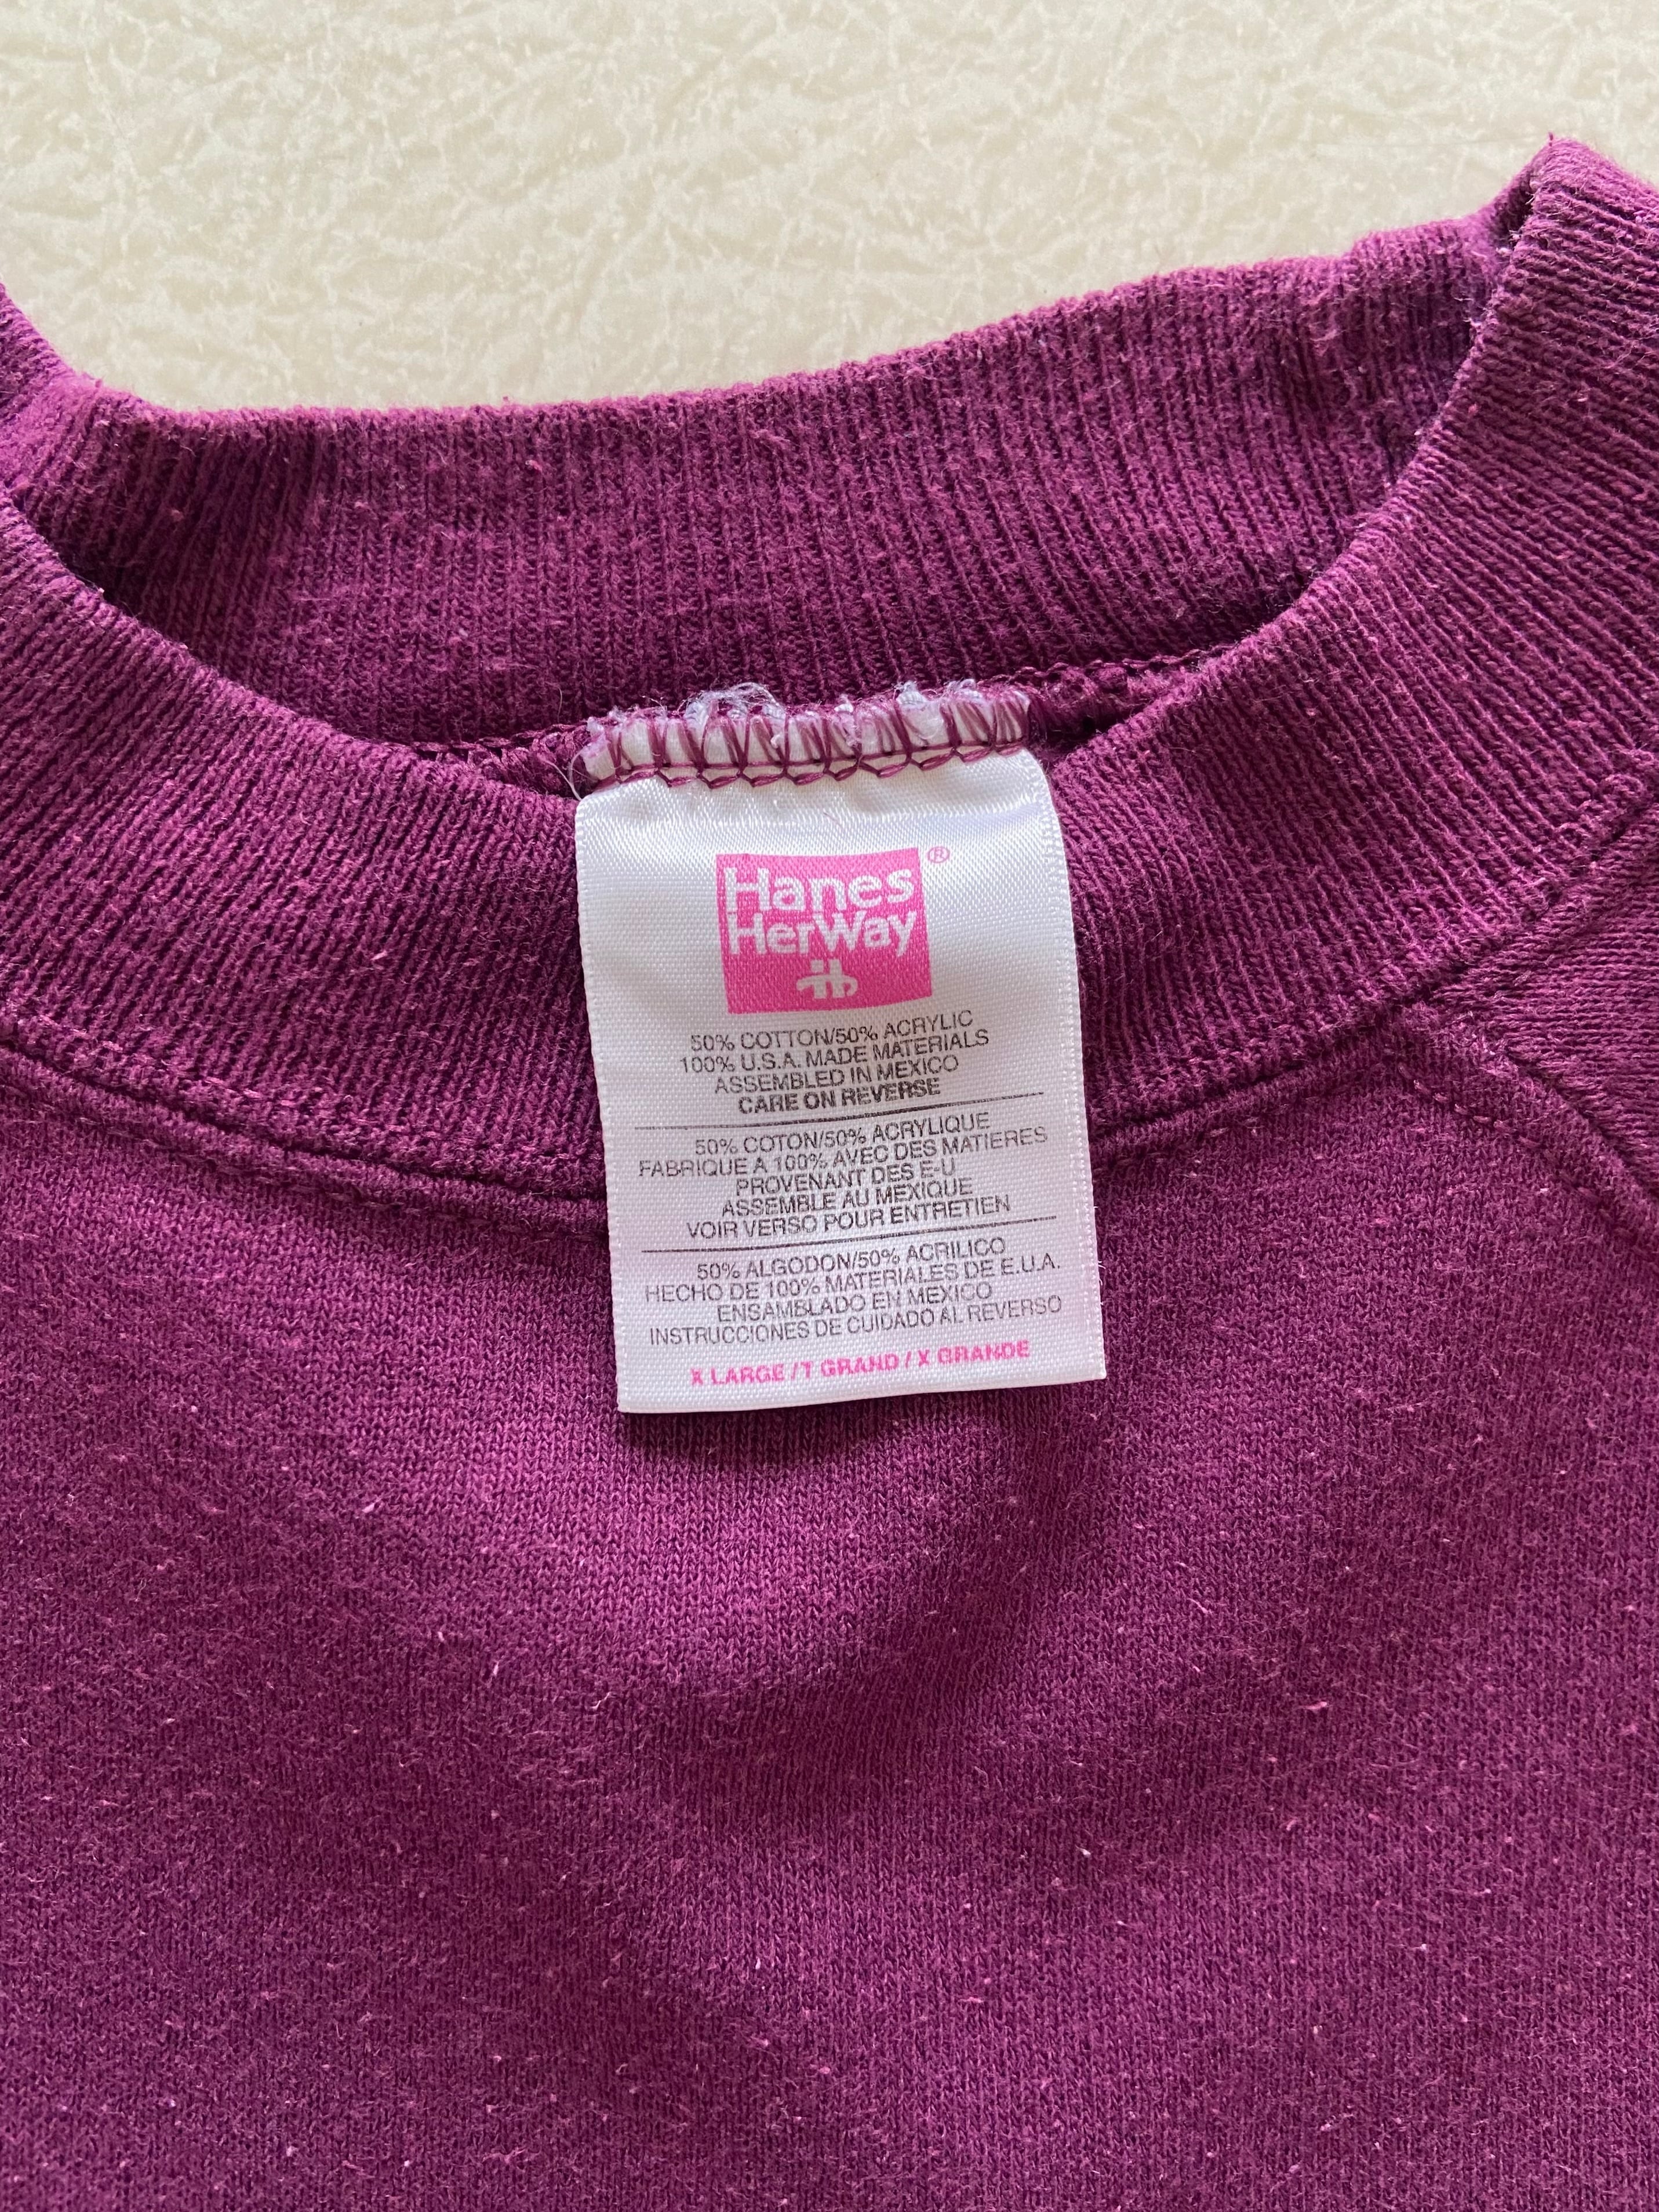 Hanes ®
HerWay
50% COTTON/50% ACRYLIC
100% U.S.A. MADE MATERIALS
ASSEMBLED IN MEXICO
CARE ON REVERSE
50% COTON/50% ACRYLIQUE
FABRIQUE A 100% AVEC DES MATIERES
PROVENANT DES E-U
ASSEMBLE AU MEXIQUE
VOIR VERSO POUR ENTRETIEN
50% ALGODON/50% ACRILICO
HECHO DE 100% MATERIALES DE E.U.A.
ENSAMBLADO EN MEXICO
INSTRUCCIONES DE CUIDADO AL REVERSO
X LARGE / T GRAND / X GRANDE